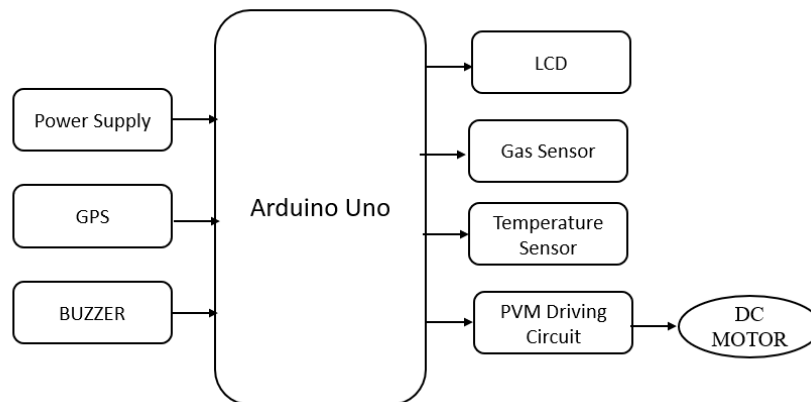 Power Supply
GPS
BUZZER
Arduino Uno
LCD
Gas Sensor
Temperature
Sensor
PVM Driving
Circuit
DC
MOTOR